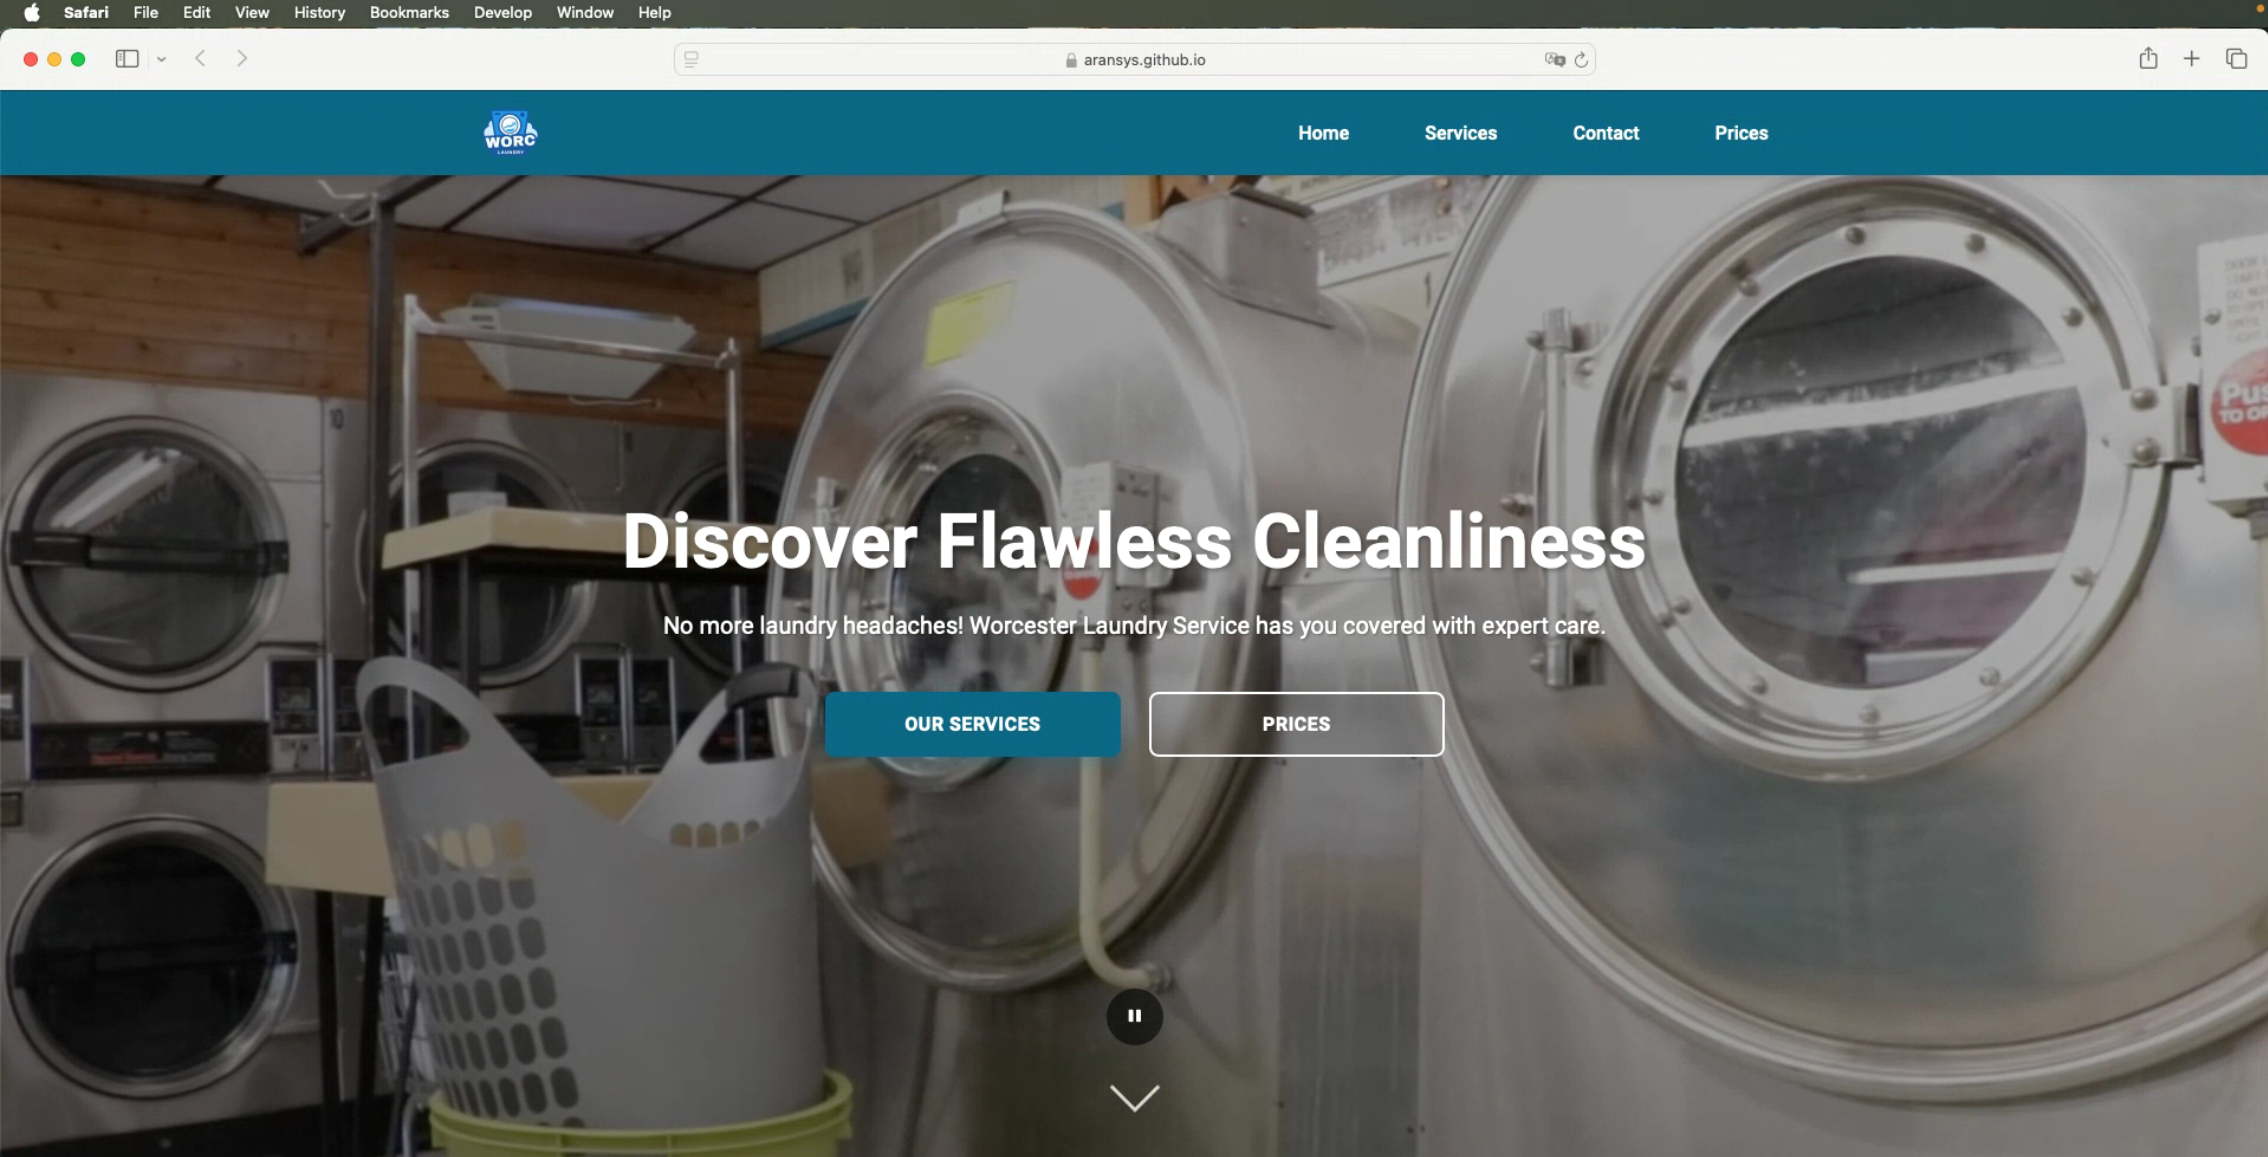 Safari File Edit View History Bookmarks Develop Window Help
aransys.github.io
WORC
LAUNDRY
Home Services Contact Prices
Discover Flawless Cleanliness
No more laundry headaches! Worcester Laundry Service has you covered with expert care.
OUR SERVICES PRICES